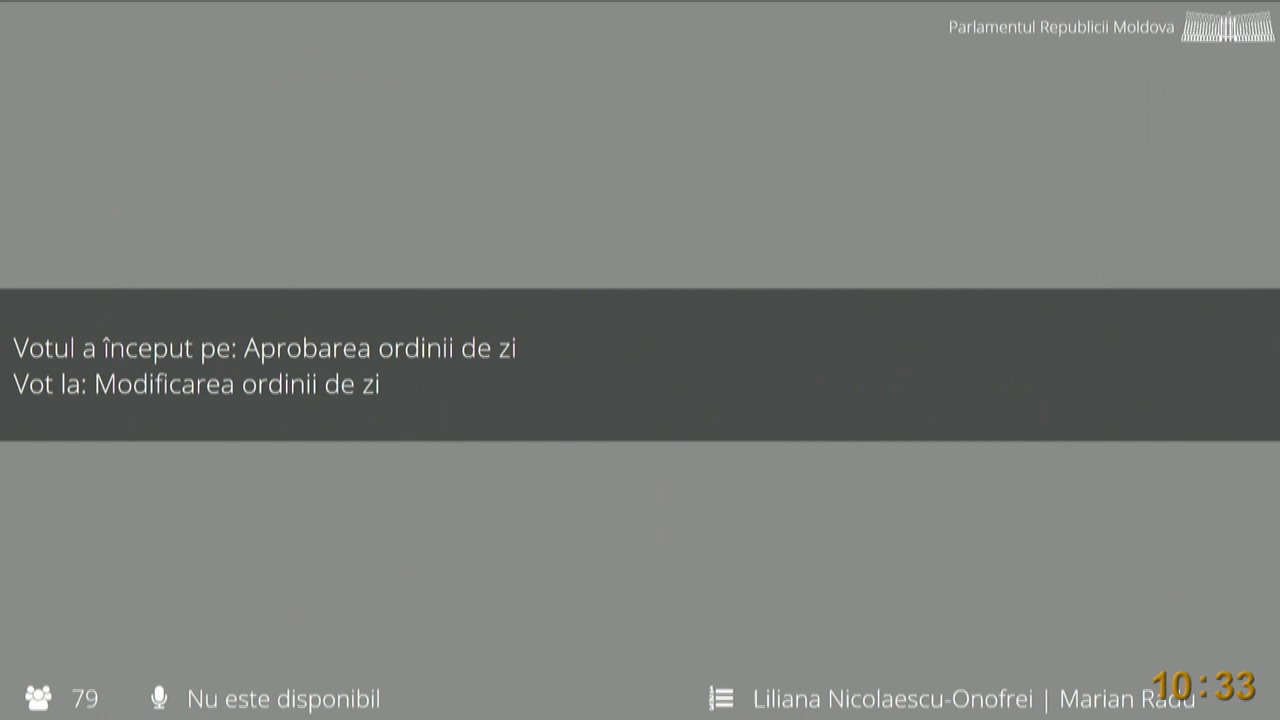 Parlamentul Republicii Moldova
Votul a început pe: Aprobarea ordinii de zi
Vot la: Modificarea ordinii de zi
79 Nu este disponibil Liliana Nicolaescu-Onofrei | Marian Radu
10:33